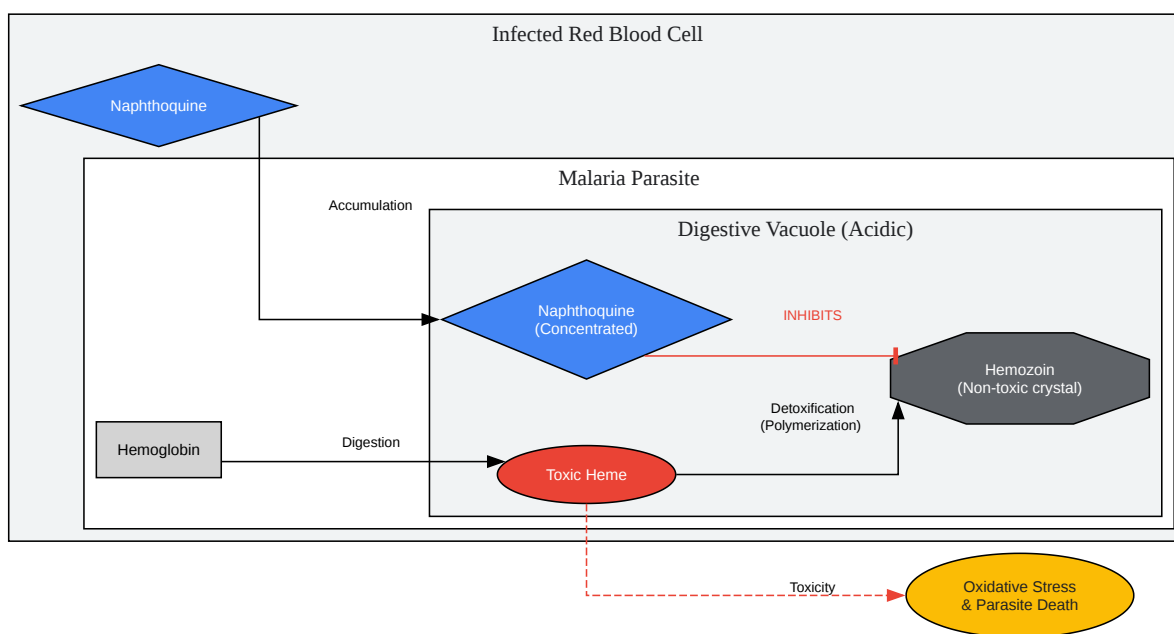 Infected Red Blood Cell
Naphthoquine
Malaria Parasite
Accumulation
Digestive Vacuole (Acidic)
Naphthoquine
(Concentrated)
INHIBITS
Hemozoin
(Non-toxic crystal)
Detoxification
(Polymerization)
Hemoglobin
Digestion
Toxic Heme
Toxicity
Oxidative Stress
& Parasite Death